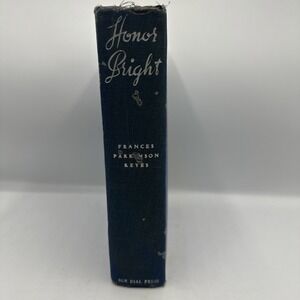 Honor
Bright
FRANCES
PARKINSON
KEYES
SUN DIAL PRESS